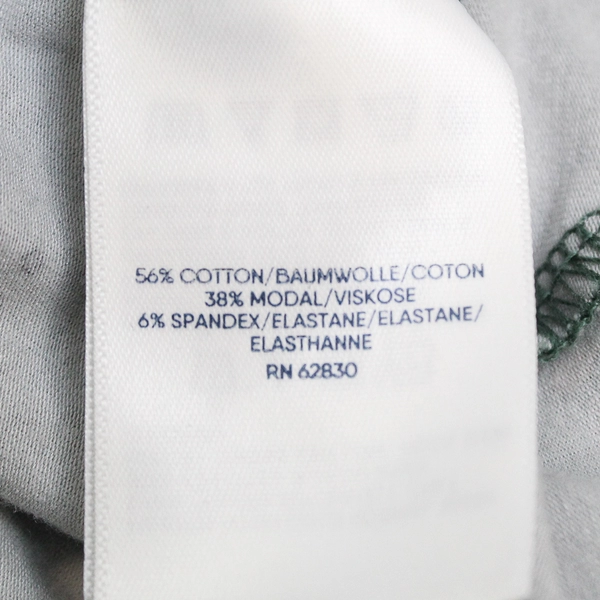 56% COTTON/BAUMWOLLE/COTON
38% MODAL/VISKOSE
6% SPANDEX/ELASTANE/ELASTANE/
ELASTHANNE
RN 62830